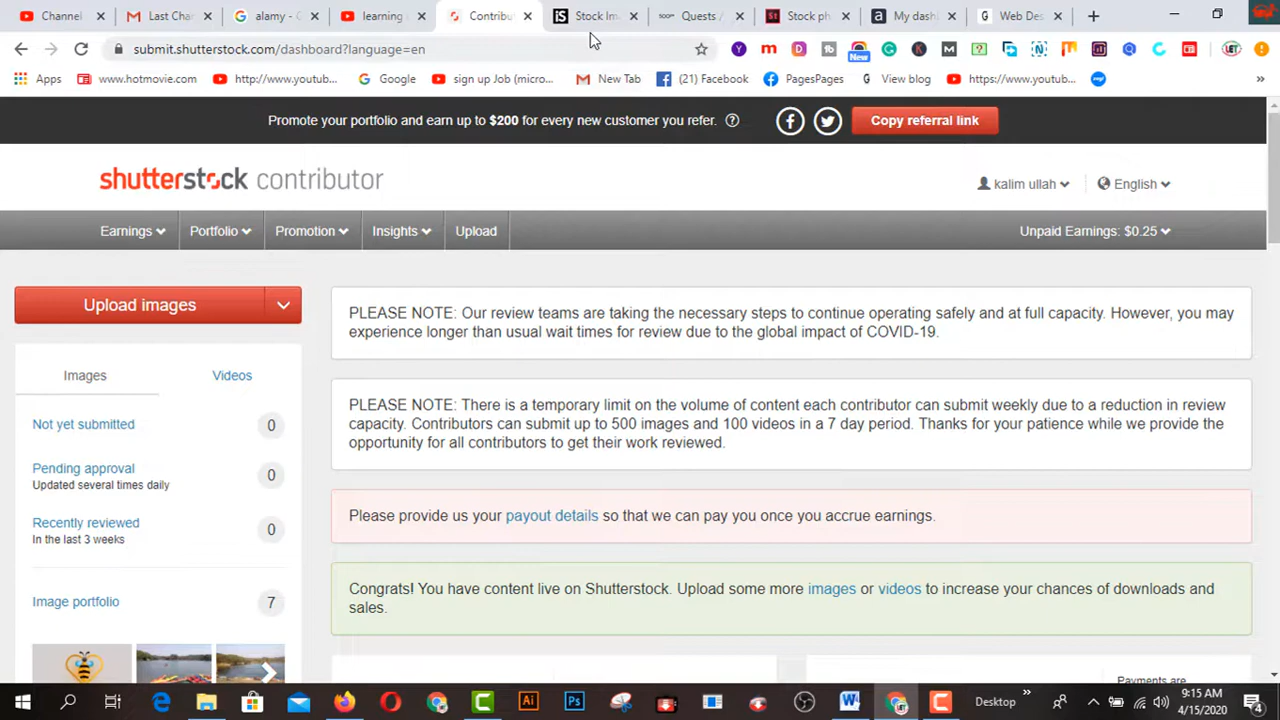 Channel
Last Cha
alamy - G
learning
Contribu
Stock Im
Quests /
Stock pl
My dash
Web Des
submit.shutterstock.com/dashboard?language=en
New
Apps
www.hotmovie.com
http://www.youtub...
Google
sign up Job (micro...
New Tab
(21) Facebook
PagesPages
View blog
https://www.youtub...
»
Promote your portfolio and earn up to $200 for every new customer you refer.
Copy referral link
shutterstock contributor
kalim ullah
English
Earnings
Portfolio
Promotion
Insights
Upload
Unpaid Earnings: $0.25
Upload images
PLEASE NOTE: Our review teams are taking the necessary steps to continue operating safely and at full capacity. However, you may
experience longer than usual wait times for review due to the global impact of COVID-19.
Images
Videos
Not yet submitted
0
Pending approval
0
Updated several times daily
Recently reviewed
0
In the last 3 weeks
Image portfolio
7
PLEASE NOTE: There is a temporary limit on the volume of content each contributor can submit weekly due to a reduction in review
capacity. Contributors can submit up to 500 images and 100 videos in a 7 day period. Thanks for your patience while we provide the
opportunity for all contributors to get their work reviewed.
Please provide us your payout details so that we can pay you once you accrue earnings.
Congrats! You have content live on Shutterstock. Upload some more images or videos to increase your chances of downloads and
sales.
Payments are
Desktop
»
9:15 AM
4/15/2020
4